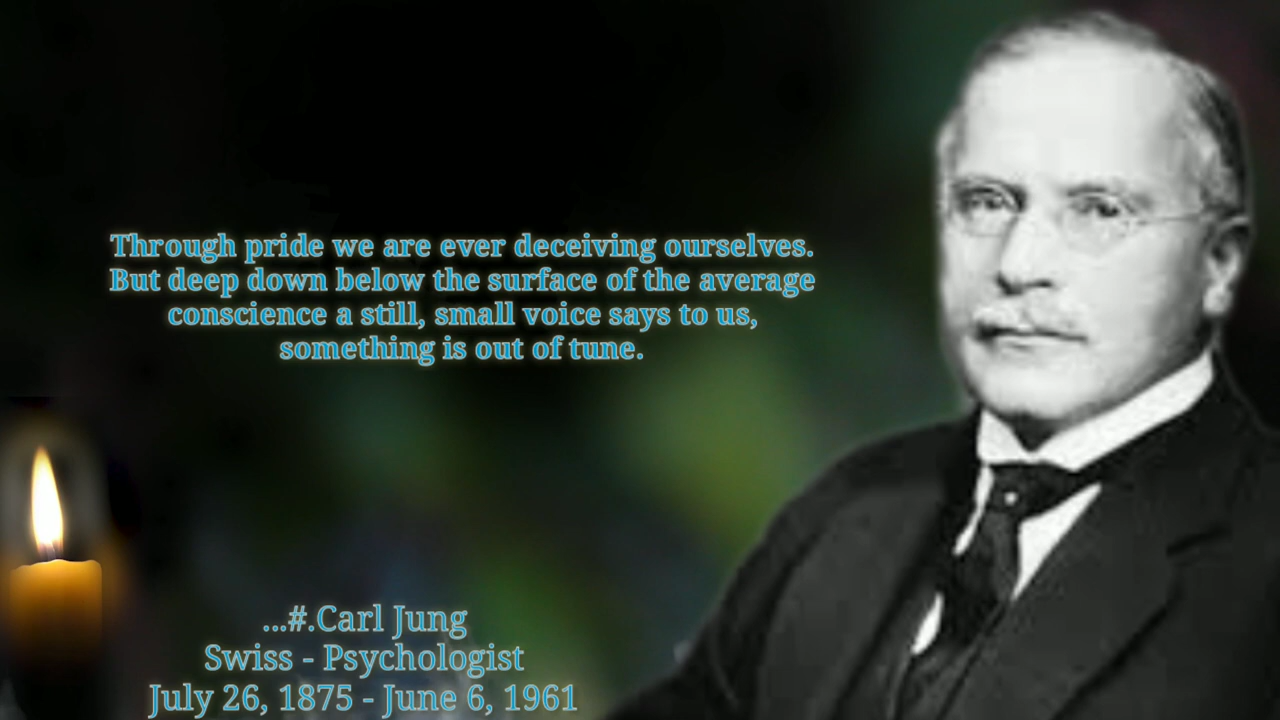 Through pride we are ever deceiving ourselves.
But deep down below the surface of the average
conscience a still, small voice says to us,
something is out of tune.
...#.Carl Jung
Swiss - Psychologist
July 26, 1875 - June 6, 1961